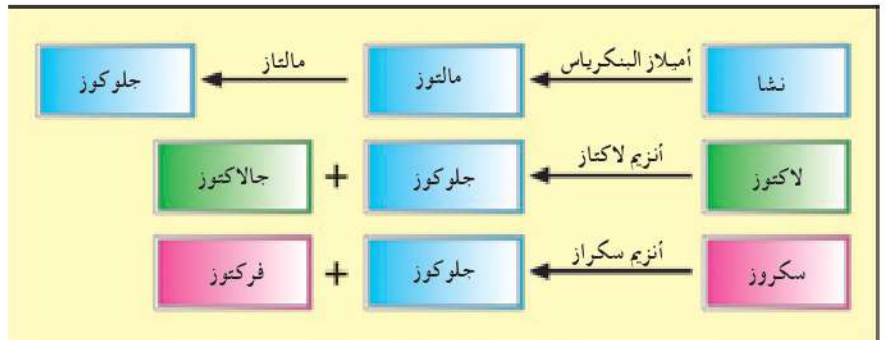 نشا أميلاز البنكرياس مالتوز مالتاز جلوكوز
لاكتوز أنزيم لاكتاز جلوكوز + جالاكتوز
سكروز أنزيم سكراز جلوكوز + فركتوز